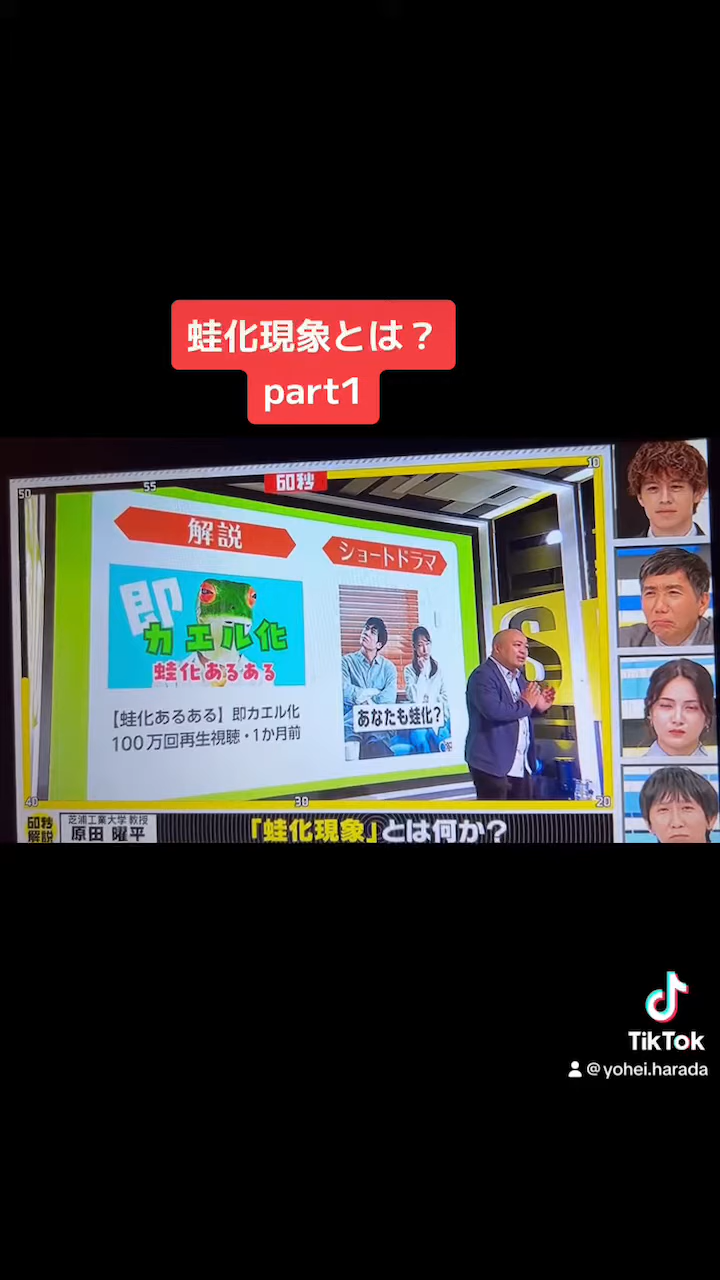 蛙化現象とは？
part1
50
55
60秒
10
解説
ショートドラマ
即
カエル化
蛙化あるある
あなたも蛙化?
【蛙化あるある】即カエル化
100万回再生視聴・1か月前
S
40
30
20
60秒
解説
芝浦工業大学 教授
原田 曜平
「蛙化現象」とは何か？
TikTok
@yohei.harada